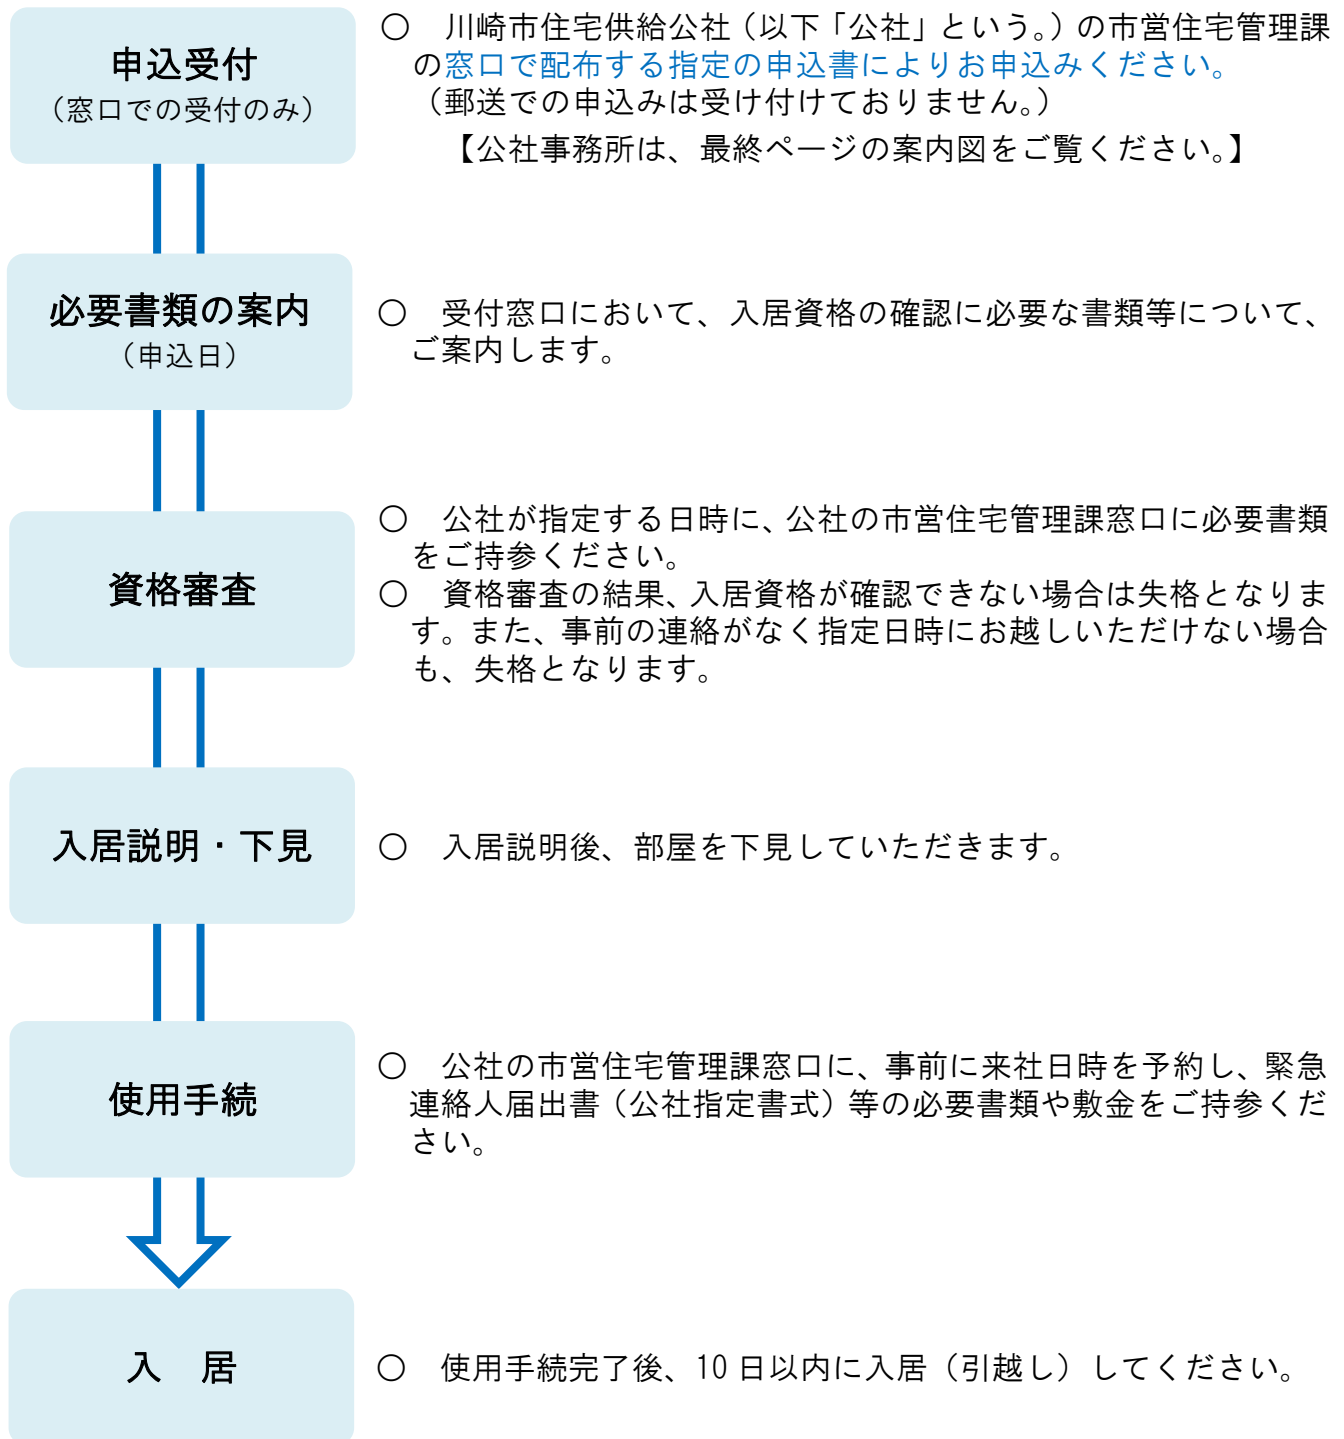 申込受付
（窓口での受付のみ）
○　川崎市住宅供給公社（以下「公社」という。）の市営住宅管理課
の窓口で配布する指定の申込書によりお申込みください。
（郵送での申込みは受け付けておりません。）
【公社事務所は、最終ページの案内図をご覧ください。】
必要書類の案内
（申込日）
○　受付窓口において、入居資格の確認に必要な書類等について、
ご案内します。
資格審査
○　公社が指定する日時に、公社の市営住宅管理課窓口に必要書類
をご持参ください。
○　資格審査の結果、入居資格が確認できない場合は失格となりま
す。また、事前の連絡がなく指定日時にお越しいただけない場合
も、失格となります。
入居説明・下見
○　入居説明後、部屋を下見していただきます。
使用手続
○　公社の市営住宅管理課窓口に、事前に来社日時を予約し、緊急
連絡人届出書（公社指定書式）等の必要書類や敷金をご持参くだ
さい。
入　居
○　使用手続完了後、10 日以内に入居（引越し）してください。